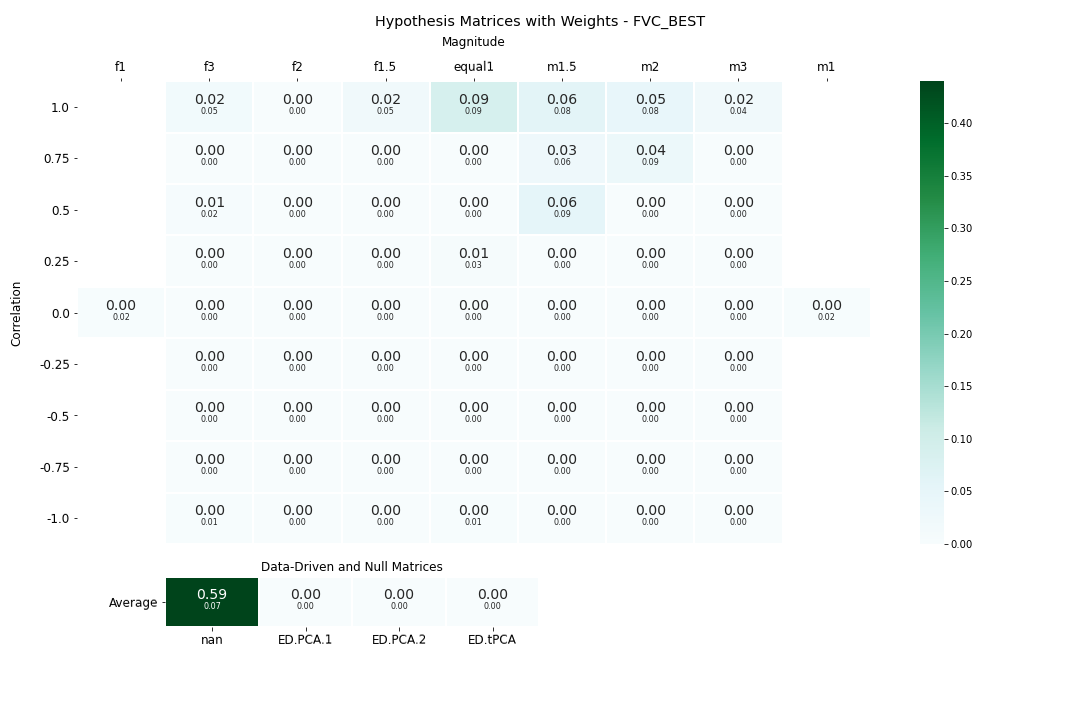 Hypothesis Matrices with Weights - FVC_BEST
Magnitude
f1 f3 f2 f1.5 equal1 m1.5 m2 m3 m1
1.0 0.02 0.00 0.02 0.09 0.06 0.05 0.02
0.05 0.00 0.05 0.09 0.08 0.08 0.04
0.75 0.00 0.00 0.00 0.00 0.03 0.04 0.00
0.00 0.00 0.00 0.00 0.06 0.09 0.00
0.5 0.01 0.00 0.00 0.00 0.06 0.00 0.00
0.02 0.00 0.00 0.00 0.09 0.00 0.00
0.25 0.00 0.00 0.00 0.01 0.00 0.00 0.00
0.00 0.00 0.00 0.03 0.00 0.00 0.00
0.0 0.00 0.00 0.00 0.00 0.00 0.00 0.00 0.00 0.00
0.02 0.00 0.00 0.00 0.00 0.00 0.00 0.00 0.02
-0.25 0.00 0.00 0.00 0.00 0.00 0.00 0.00
0.00 0.00 0.00 0.00 0.00 0.00 0.00
-0.5 0.00 0.00 0.00 0.00 0.00 0.00 0.00
0.00 0.00 0.00 0.00 0.00 0.00 0.00
-0.75 0.00 0.00 0.00 0.00 0.00 0.00 0.00
0.00 0.00 0.00 0.00 0.00 0.00 0.00
-1.0 0.00 0.00 0.00 0.00 0.00 0.00 0.00
0.01 0.00 0.00 0.01 0.00 0.00 0.00
Correlation
0.40
0.35
0.30
0.25
0.20
0.15
0.10
0.05
0.00
Data-Driven and Null Matrices
Average 0.59 0.00 0.00 0.00
0.07 0.00 0.00 0.00
nan ED.PCA.1 ED.PCA.2 ED.tPCA